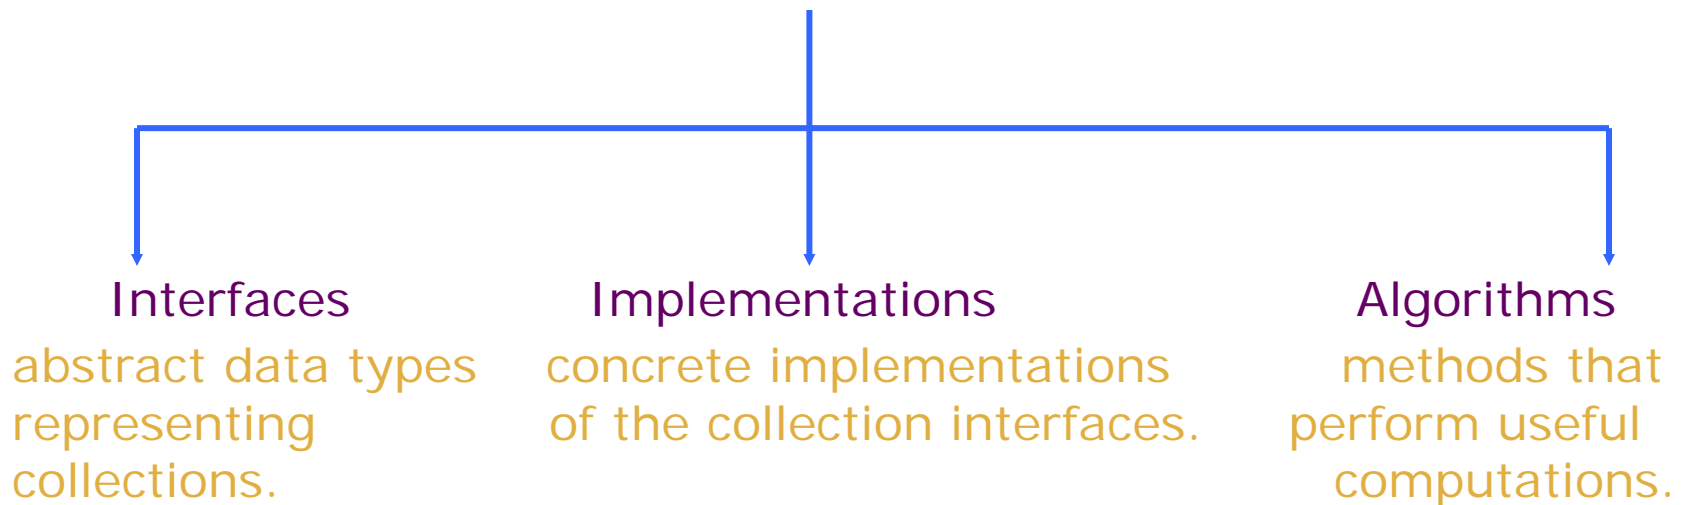 Interfaces
abstract data types
representing
collections.
Implementations
concrete implementations
of the collection interfaces.
Algorithms
methods that
perform useful
computations.